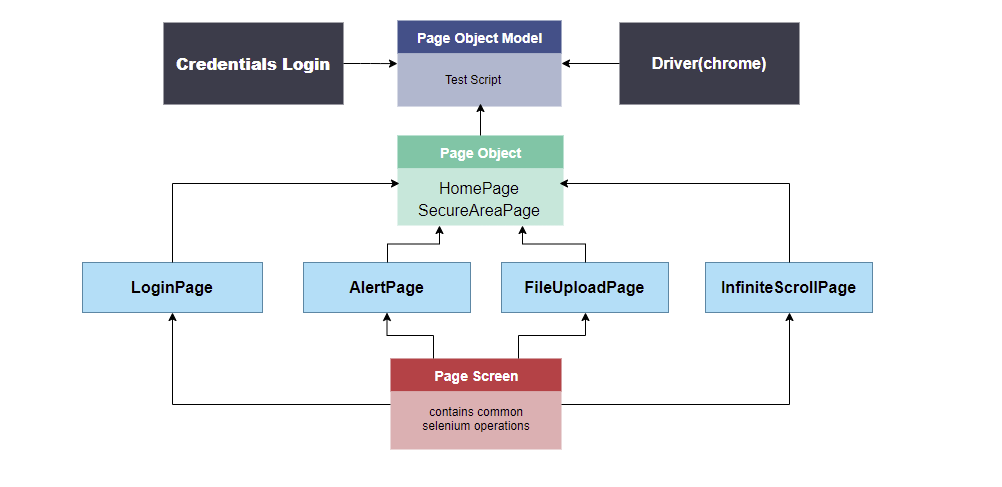 Credentials Login
Page Object Model
Test Script
Driver(chrome)
Page Object
HomePage
SecureAreaPage
LoginPage
AlertPage
FileUploadPage
InfiniteScrollPage
Page Screen
contains common
selenium operations